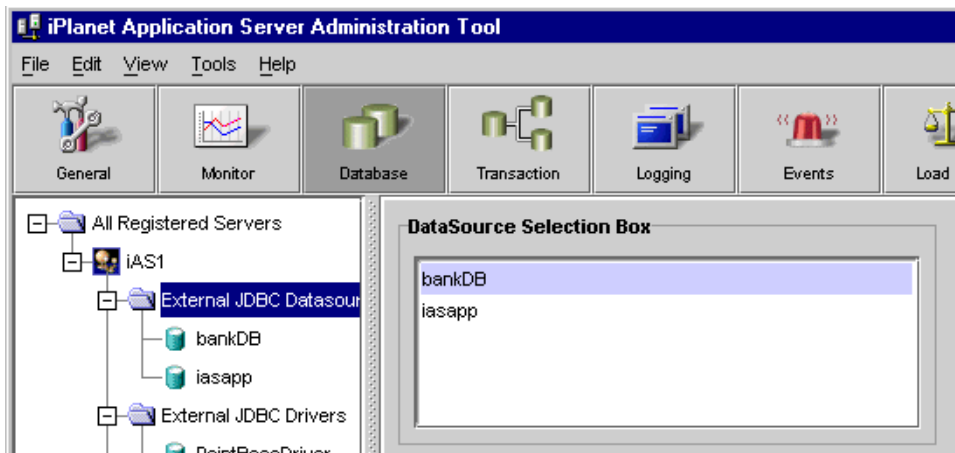 iPlanet Application Server Administration Tool
File Edit View Tools Help
General Monitor Database Transaction Logging Events Load
All Registered Servers
iAS1
External JDBC Datasour
bankDB
iasapp
External JDBC Drivers
PointBaseDriver
DataSource Selection Box
bankDB
iasapp